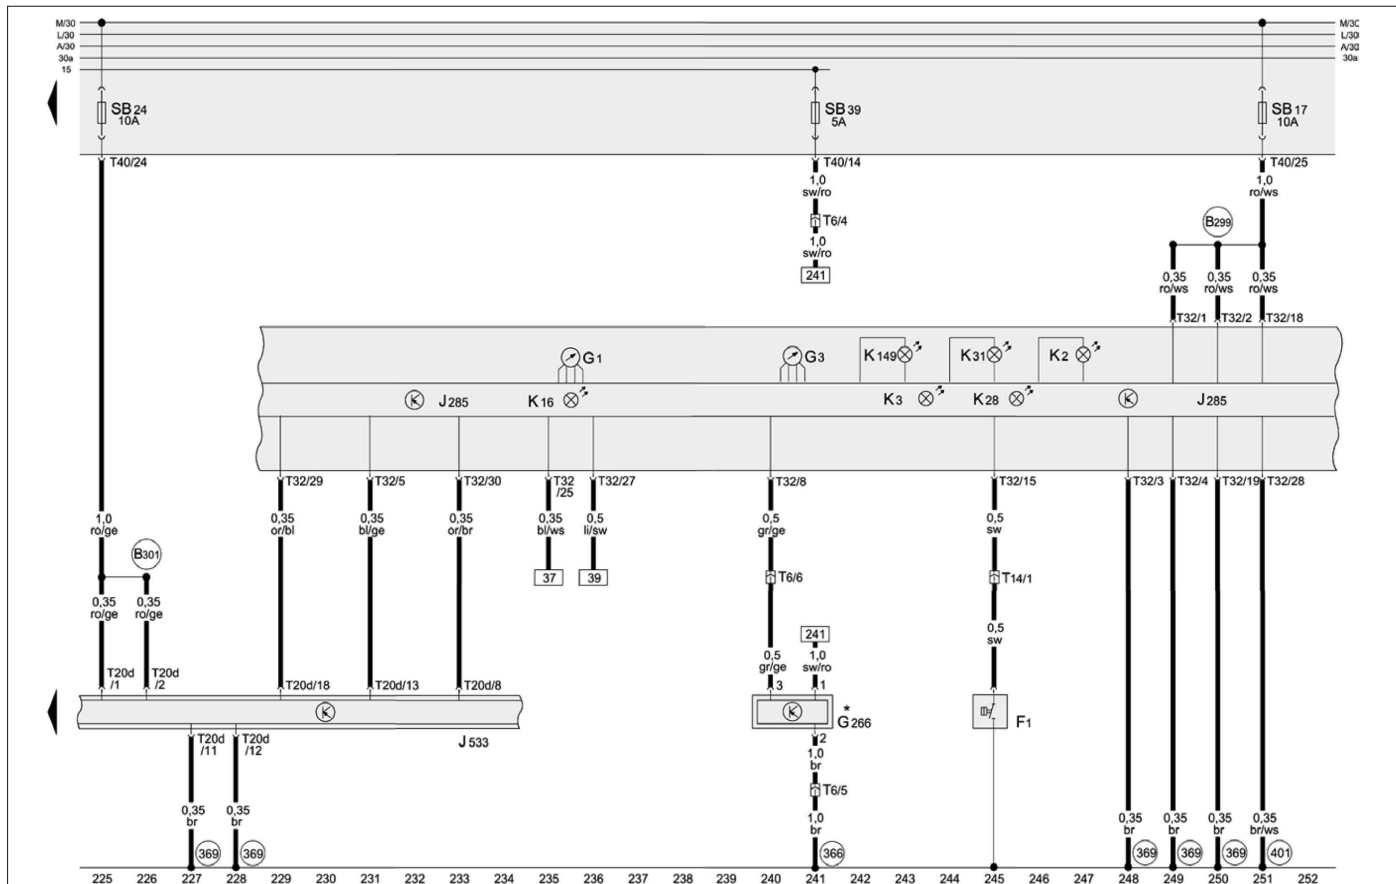 M/30 M/30
L/30 L/30
A/30 A/30
30a 30a
15
SB 24 SB 39 SB 17
10A 5A 10A
T40/24 T40/14 T40/25
1,0 1,0
sw/ro ro/ws
T6/4 B299
1,0
sw/ro
241 0,35 0,35 0,35
ro/ws ro/ws ro/ws
T32/1 T32/2 T32/18
G1 G3 K149 K31 K2
J285 K16 K3 K28 J285
T32/29 T32/5 T32/30 T32 T32/27 T32/8 T32/15 T32/3 T32/4 T32/19 T32/28
/25
1,0 0,35 0,35 0,35 0,35 0,5 0,5 0,5
ro/ge or/bl bl/ge or/br bl/ws li/sw gr/ge sw
B301
37 39 T6/6 T14/1
0,35 0,35
ro/ge ro/ge
241 0,5
sw
0,5 1,0
gr/ge sw/ro
T20d T20d T20d/18 T20d/13 T20d/8 3 1
/1 /2
* G266 F1
T20d T20d J533 2
/11 /12
1,0
br
T6/5
0,35 0,35 1,0 0,35 0,35 0,35 0,35
br br br br br br br/ws
369 369 366 369 369 369 401
225 226 227 228 229 230 231 232 233 234 235 236 237 238 239 240 241 242 243 244 245 246 247 248 249 250 251 252